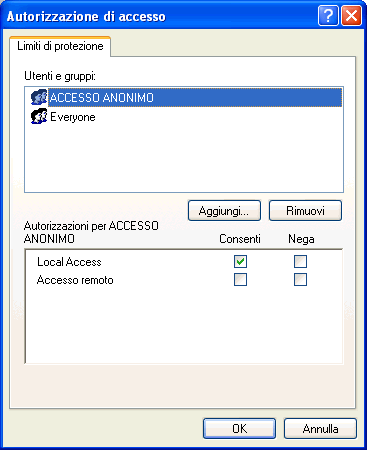 Autorizzazione di accesso
Limiti di protezione
Utenti e gruppi:
ACCESSO ANONIMO
Everyone
Aggiungi... Rimuovi
Autorizzazioni per ACCESSO
ANONIMO Consenti Nega
Local Access
Accesso remoto
OK Annulla